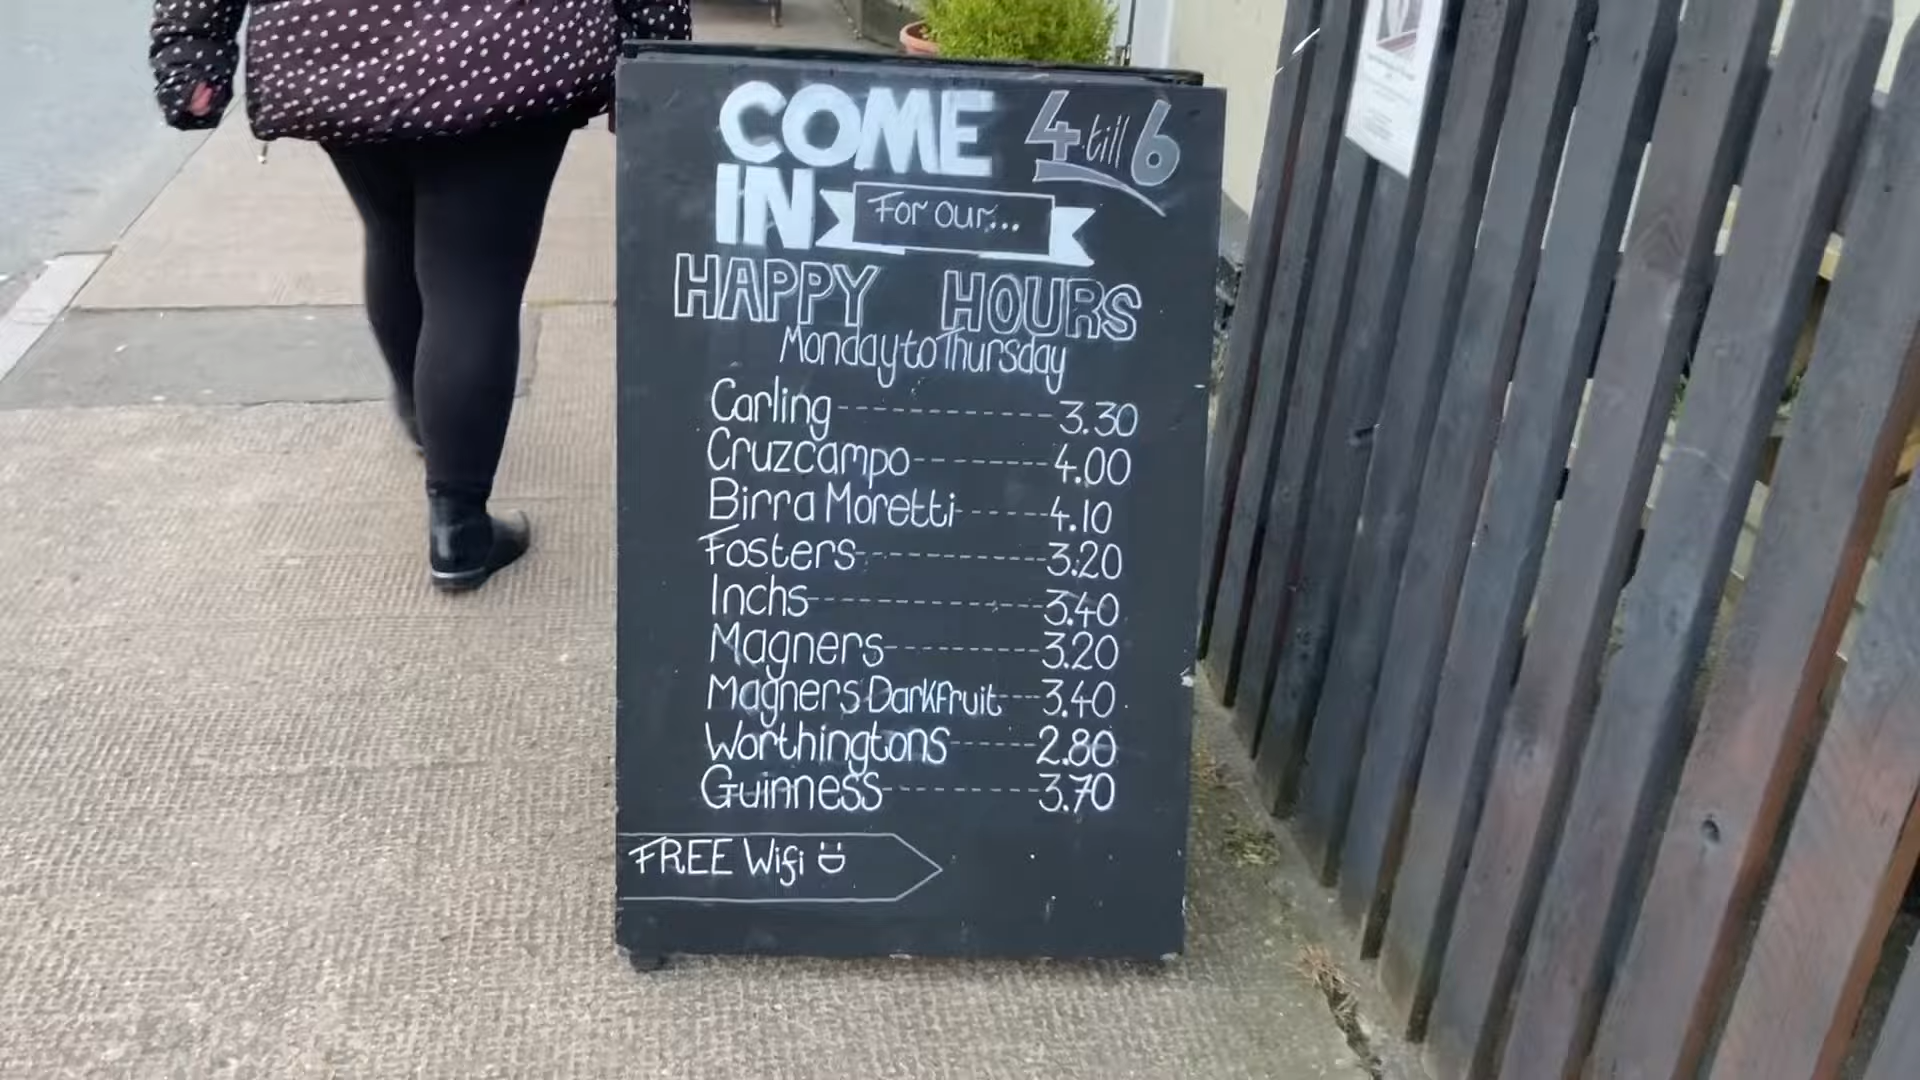 COME 4 till 6
IN For our...
HAPPY HOURS
Monday to Thursday
Carling ------------ 3.30
Cruzcampo -------- 4.00
Birra Moretti ------ 4.10
Fosters ----------- 3.20
Inchs ------------- 3.40
Magners ---------- 3.20
Magners Darkfruit --- 3.40
Worthingtons ------ 2.80
Guinness --------- 3.70
FREE Wifi :D